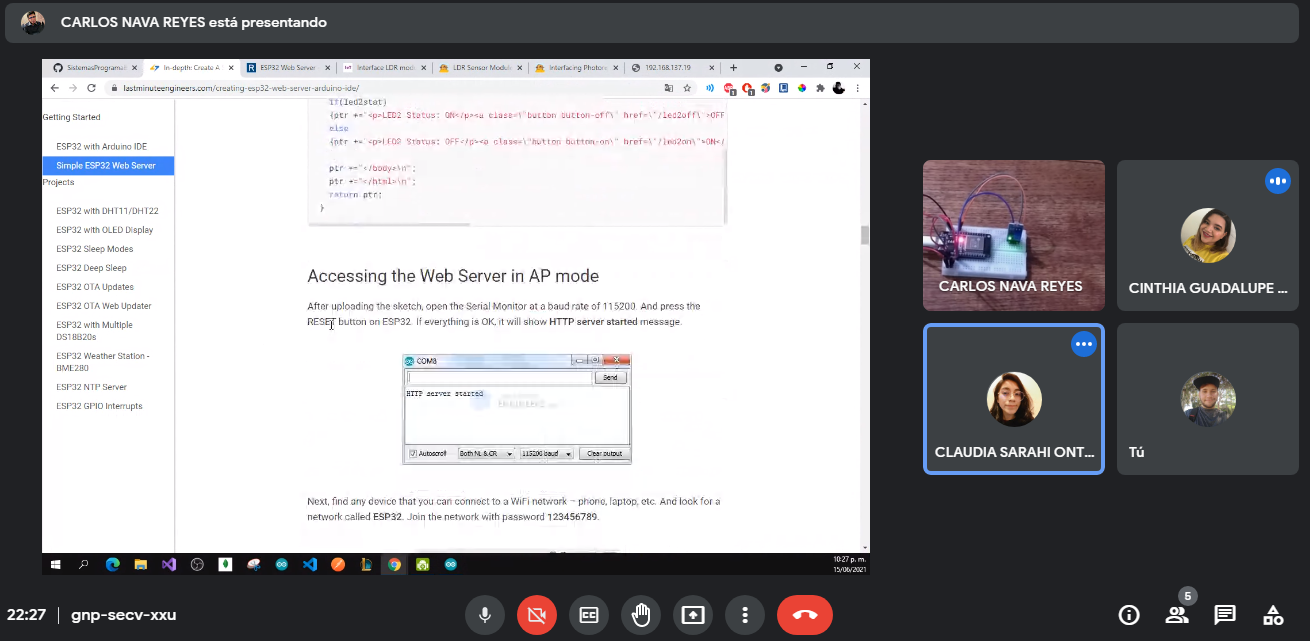 CARLOS NAVA REYES está presentando
SistemasProgramab
In-depth: Create A
ESP32 Web Server
Interface LDR mod
LDR Sensor Module
Interfacing Photon
192.168.137.19
lastminuteengineers.com/creating-esp32-web-server-arduino-ide/
Getting Started
ESP32 with Arduino IDE
Simple ESP32 Web Server
Projects
ESP32 with DHT11/DHT22
ESP32 with OLED Display
ESP32 Sleep Modes
ESP32 Deep Sleep
ESP32 OTA Updates
ESP32 OTA Web Updater
ESP32 with Multiple
DS18B20s
ESP32 Weather Station -
BME280
ESP32 NTP Server
ESP32 GPIO Interrupts
if(led2stat)
{ptr +="<p>LED2 Status: ON</p><a class=\"button button-off\" href=\"/led2off\">OFF
else
{ptr +="<p>LED2 Status: OFF</p><a class=\"button button-on\" href=\"/led2on\">ON</
ptr +="</body>\n";
ptr +="</html>\n";
return ptr;
}
Accessing the Web Server in AP mode
After uploading the sketch, open the Serial Monitor at a baud rate of 115200. And press the
RESET button on ESP32. If everything is OK, it will show HTTP server started message.
COM8
Send
HTTP server started
Autoscroll
Both NL & CR
115200 baud
Clear output
Next, find any device that you can connect to a WiFi network – phone, laptop, etc. And look for a
network called ESP32. Join the network with password 123456789.
10:27 p. m.
15/06/2021
CARLOS NAVA REYES
CINTHIA GUADALUPE ...
CLAUDIA SARAHI ONT...
Tú
22:27
gnp-secv-xxu
5